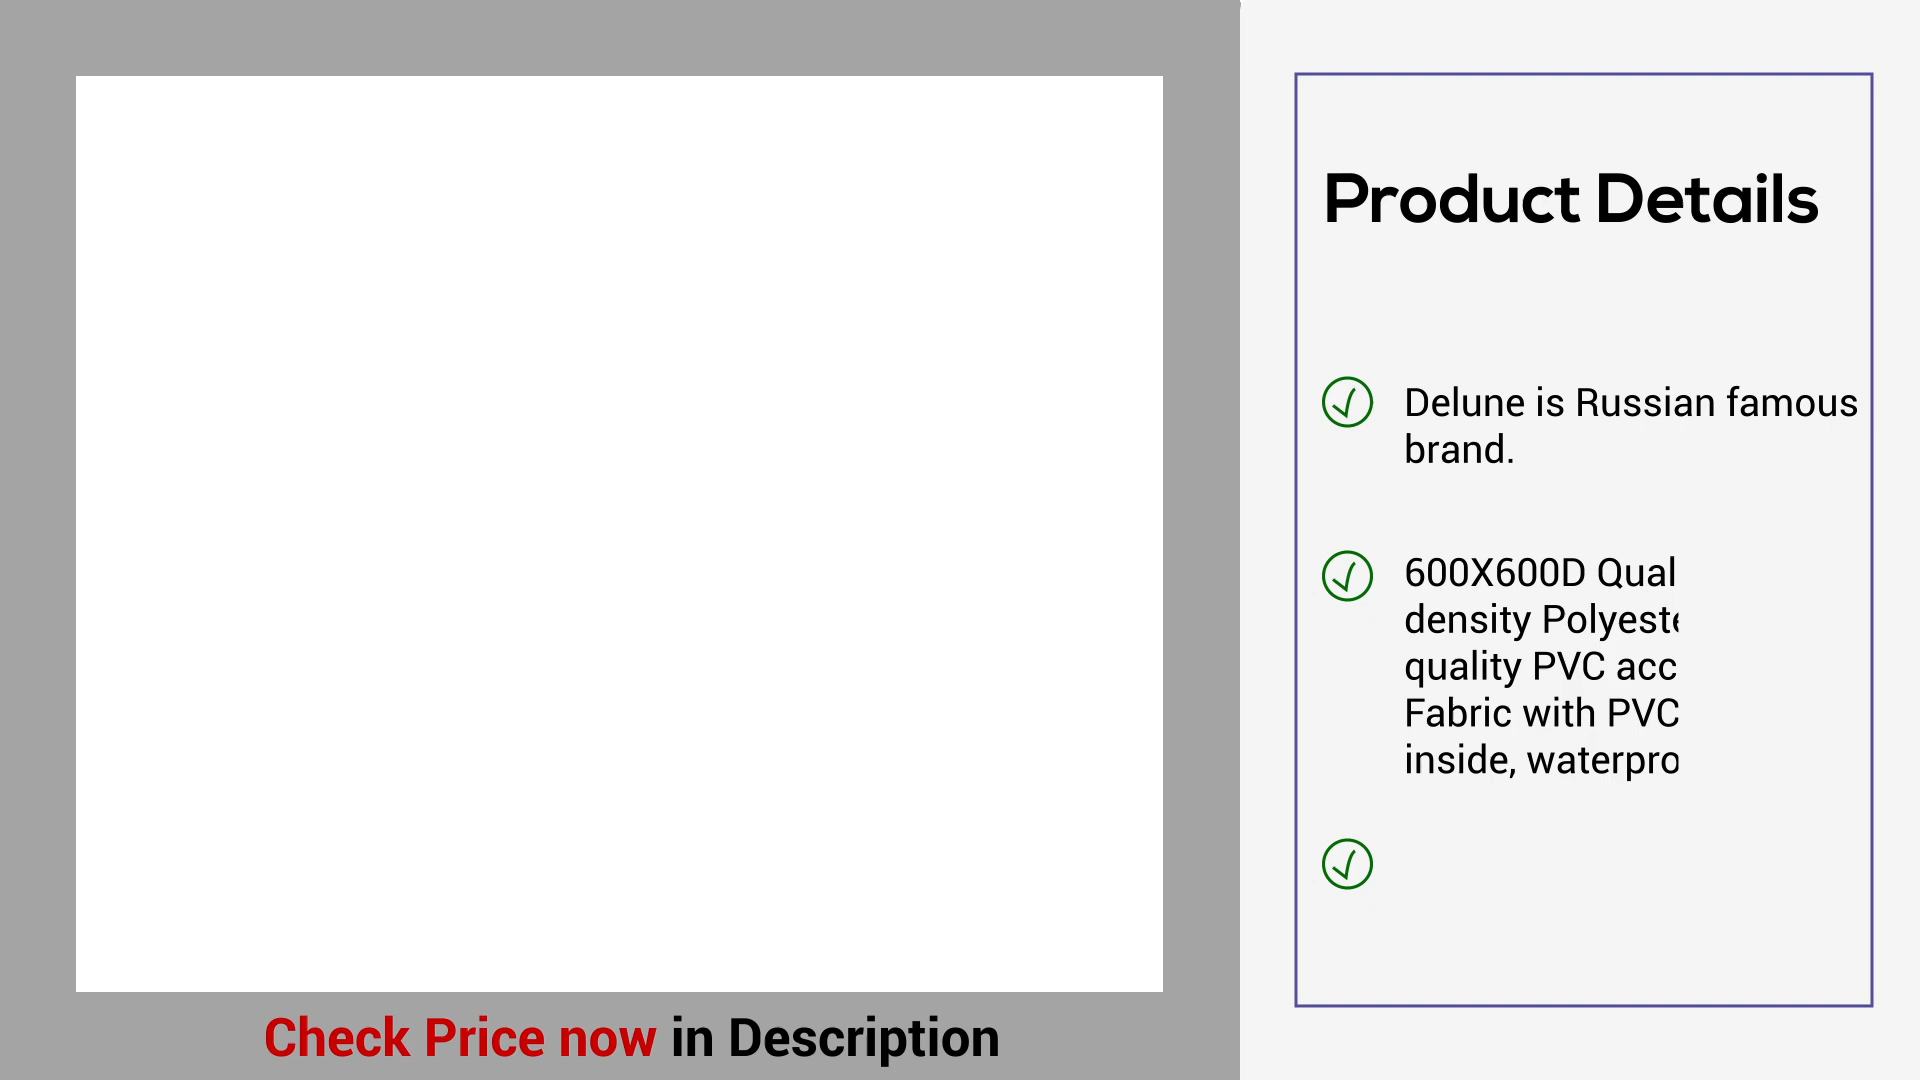 Product Details
Delune is Russian famous
brand.
600X600D Qual
density Polyest
quality PVC acc
Fabric with PVC
inside, waterpro
Check Price now in Description